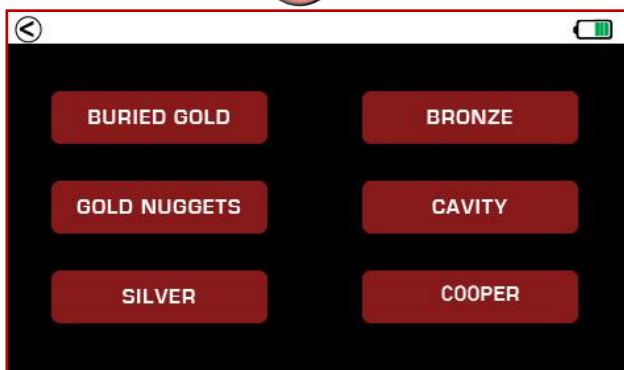 BURIED GOLD
BRONZE
GOLD NUGGETS
CAVITY
SILVER
COOPER